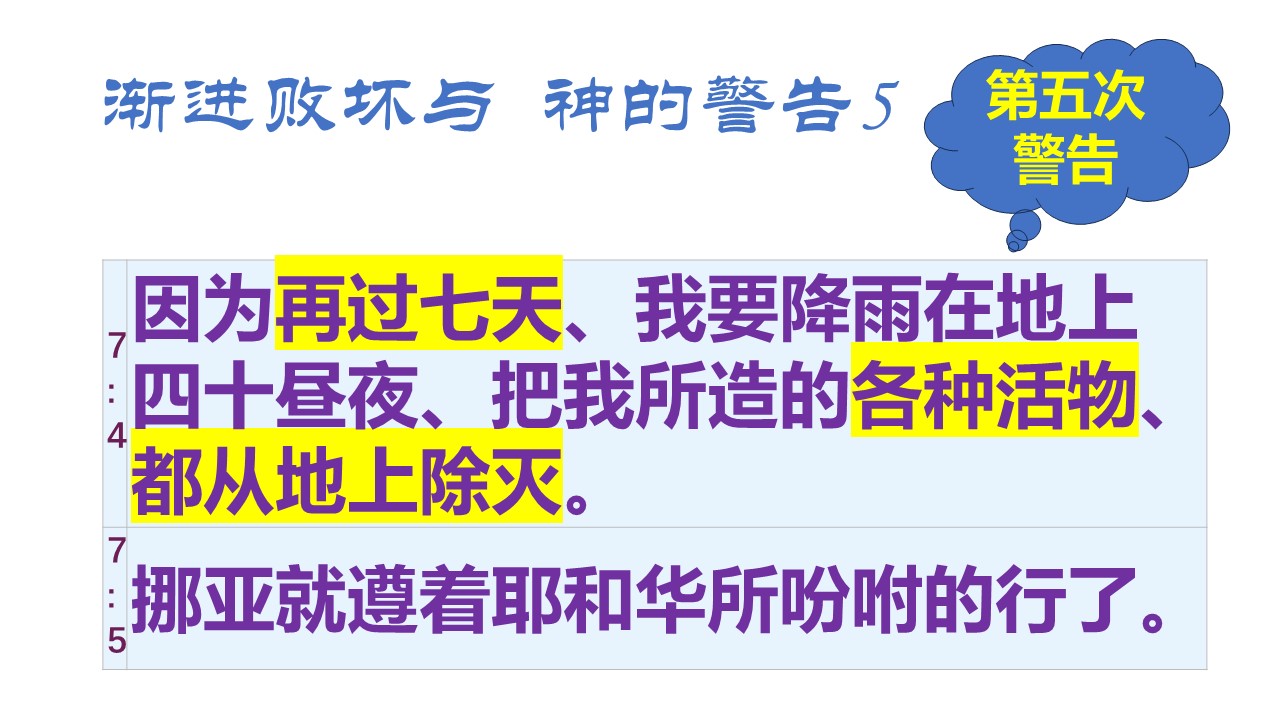 渐进败坏与 神的警告5
第五次
警告
7:4
因为再过七天、我要降雨在地上
四十昼夜、把我所造的各种活物、
都从地上除灭。
7:5
挪亚就遵着耶和华所吩咐的行了。